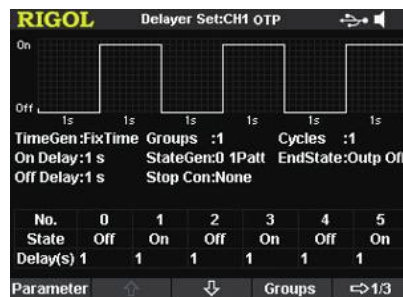 RIGOL Delayer Set:CH1 OTP
On
Off
1s 1s 1s 1s 1s 1s
TimeGen:FixTime Groups :1 Cycles :1
On Delay:1 s StateGen:0 1Patt EndState:Outp Off
Off Delay:1 s Stop Con:None
No. 0 1 2 3 4 5
State Off On Off On Off On
Delay(s) 1 1 1 1 1 1
Parameter Groups 1/3